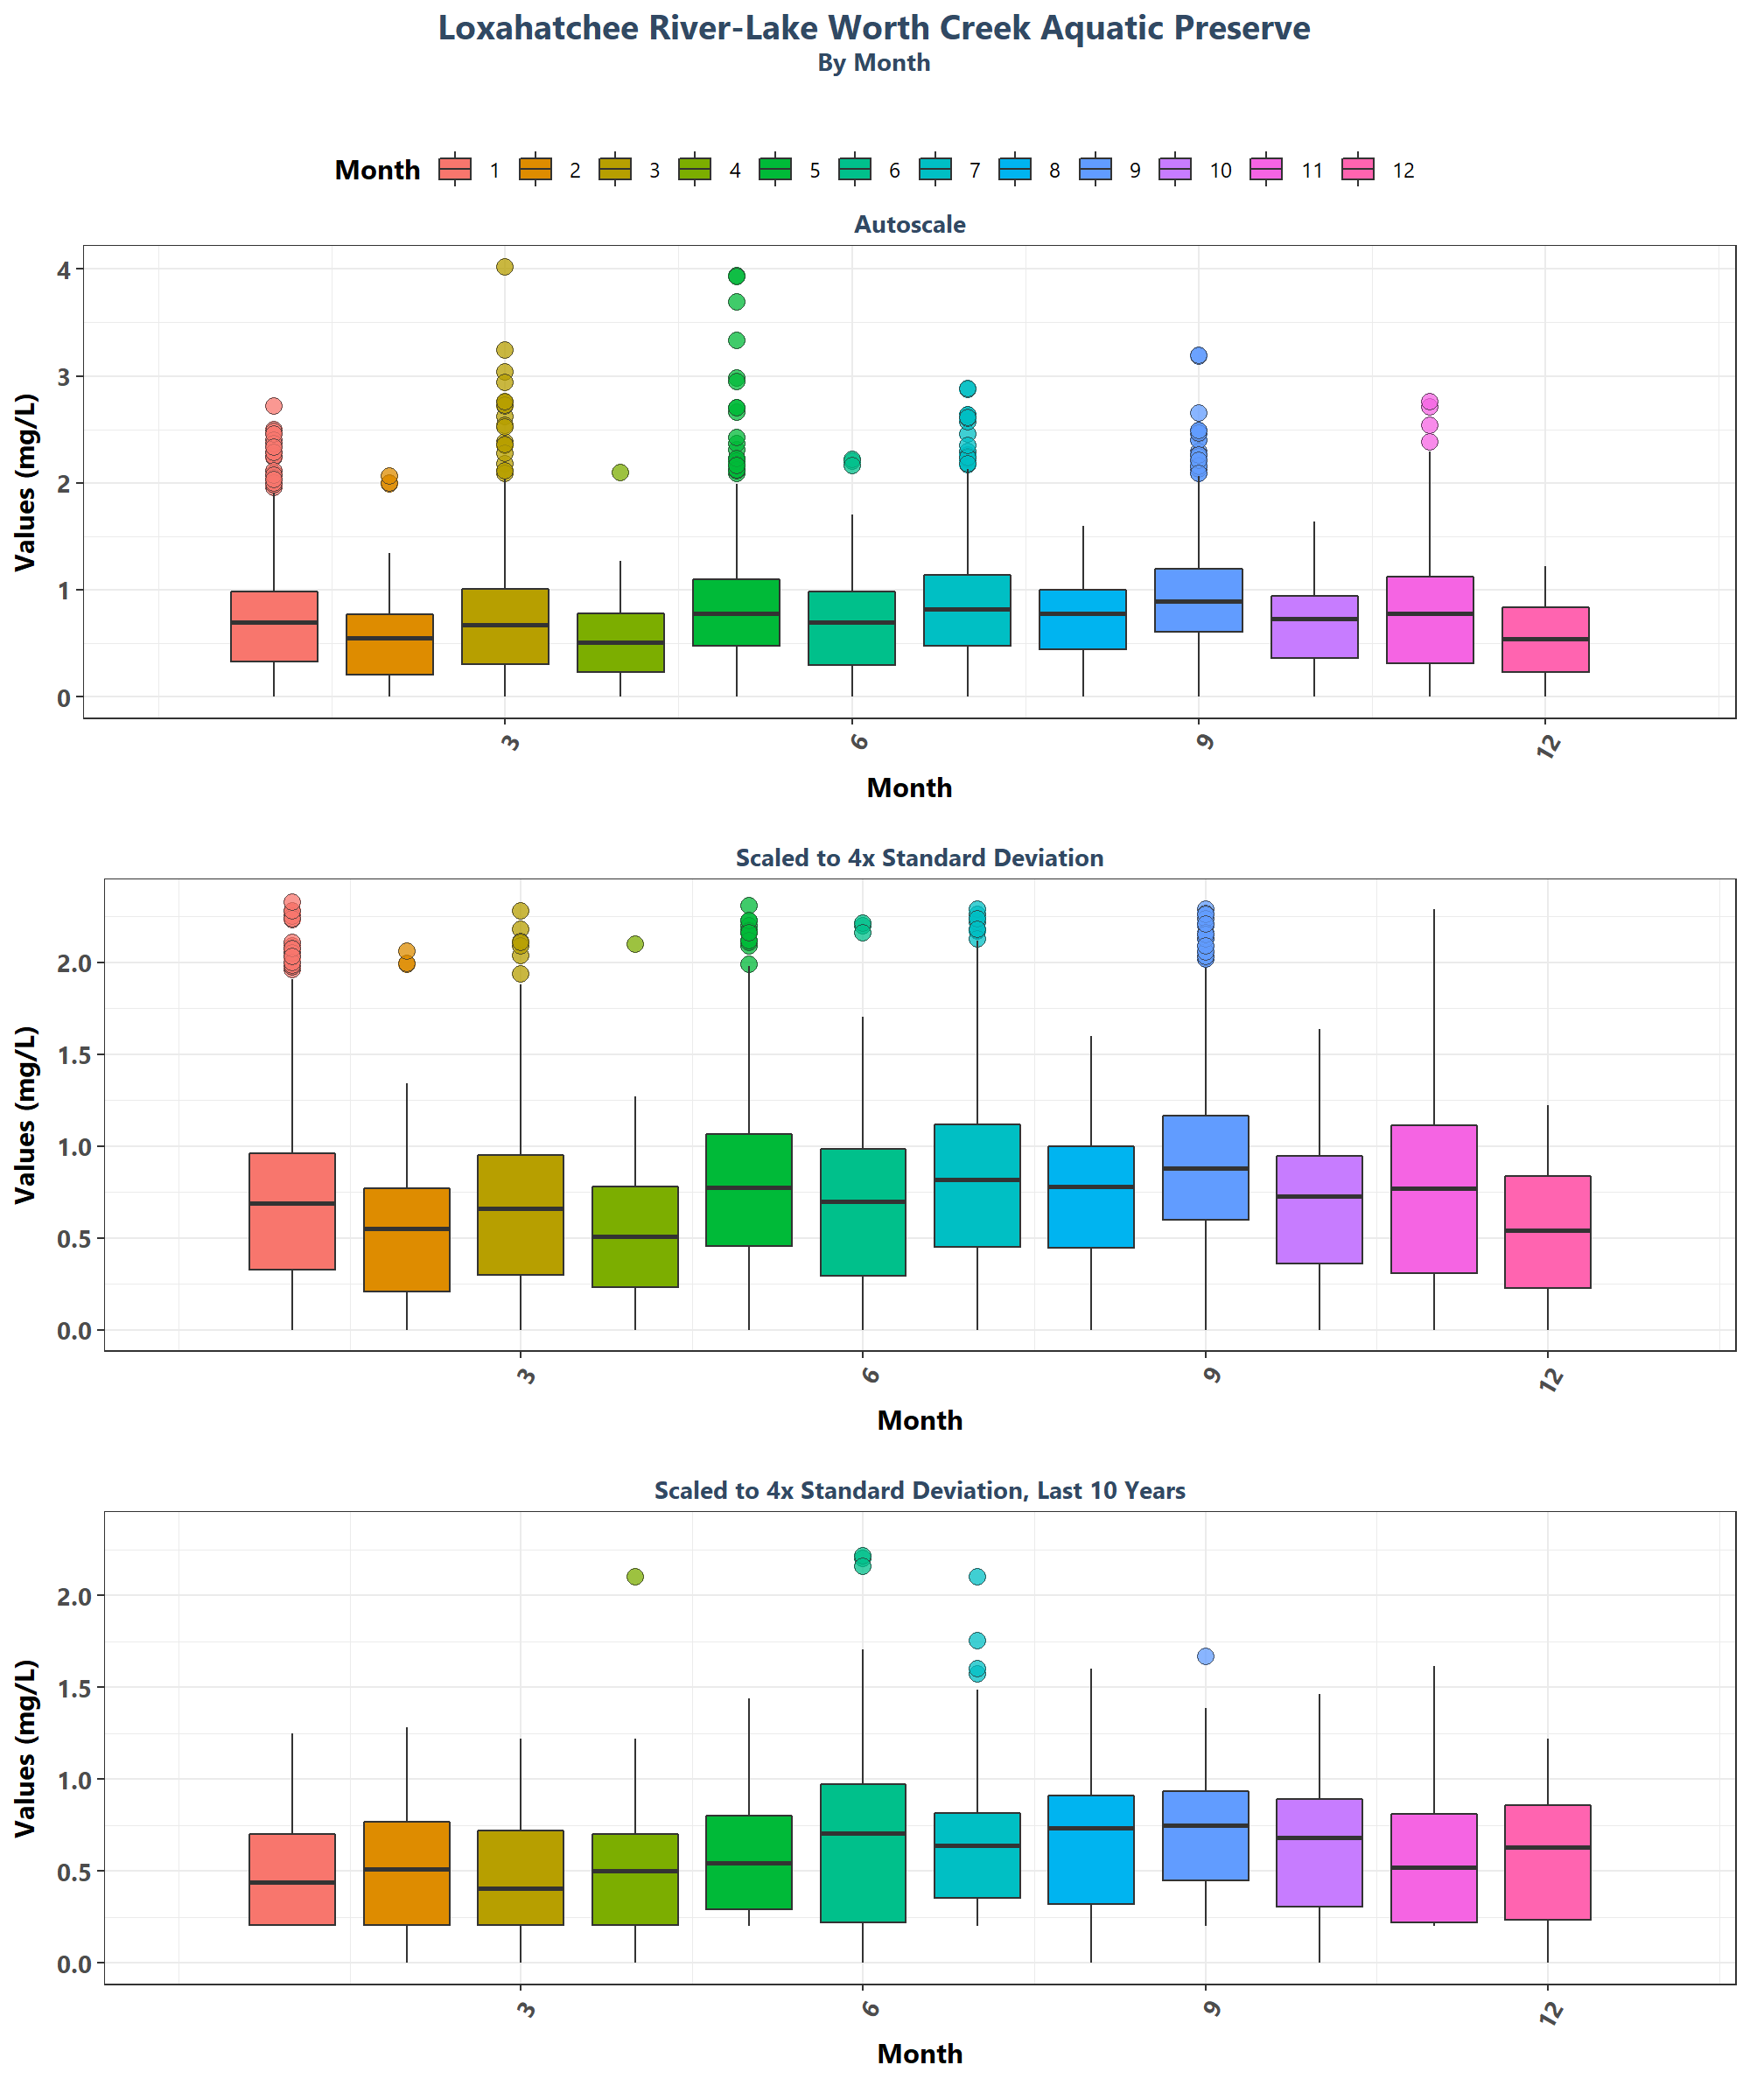 Loxahatchee River-Lake Worth Creek Aquatic Preserve
By Month
Month 1 2 3 4 5 6 7 8 9 10 11 12
Autoscale
Values (mg/L)
4
3
2
1
0
3 6 9 12
Month
Scaled to 4x Standard Deviation
Values (mg/L)
2.0
1.5
1.0
0.5
0.0
3 6 9 12
Month
Scaled to 4x Standard Deviation, Last 10 Years
Values (mg/L)
2.0
1.5
1.0
0.5
0.0
3 6 9 12
Month